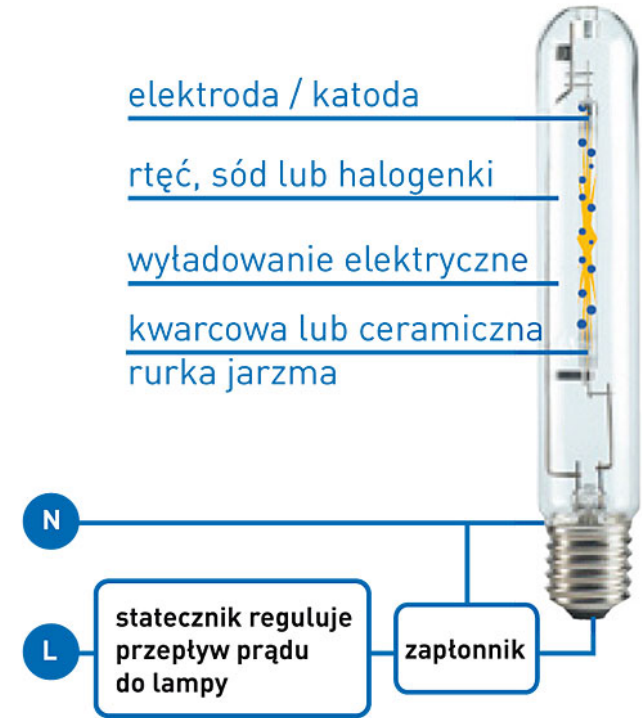 elektroda / katoda
rtęć, sód lub halogenki
wyładowanie elektryczne
kwarcowa lub ceramiczna
rurka jarzma
N
L
statecznik reguluje
przepływ prądu
do lampy
zapłonnik